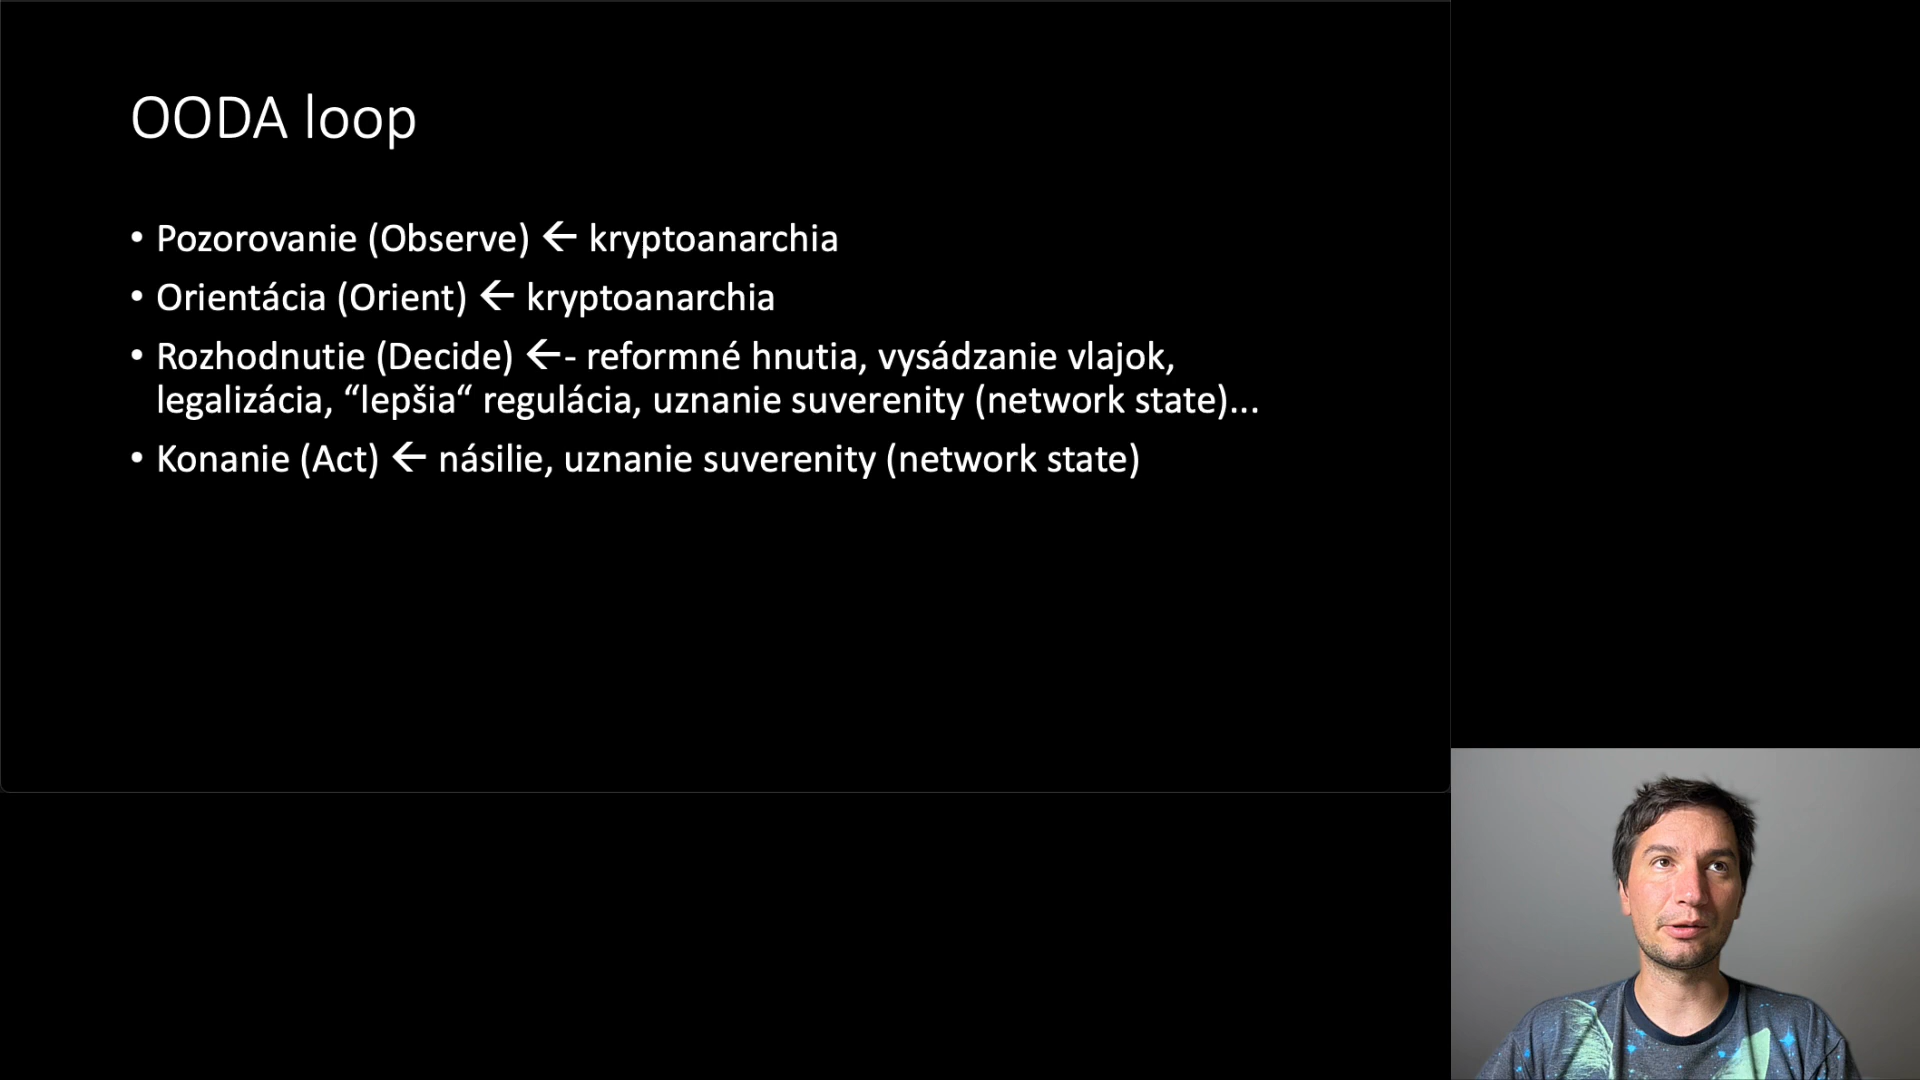 OODA loop
• Pozorovanie (Observe) ← kryptoanarchia
• Orientácia (Orient) ← kryptoanarchia
• Rozhodnutie (Decide) ←- reformné hnutia, vysádzanie vlajok,
legalizácia, “lepšia“ regulácia, uznanie suverenity (network state)...
• Konanie (Act) ← násilie, uznanie suverenity (network state)